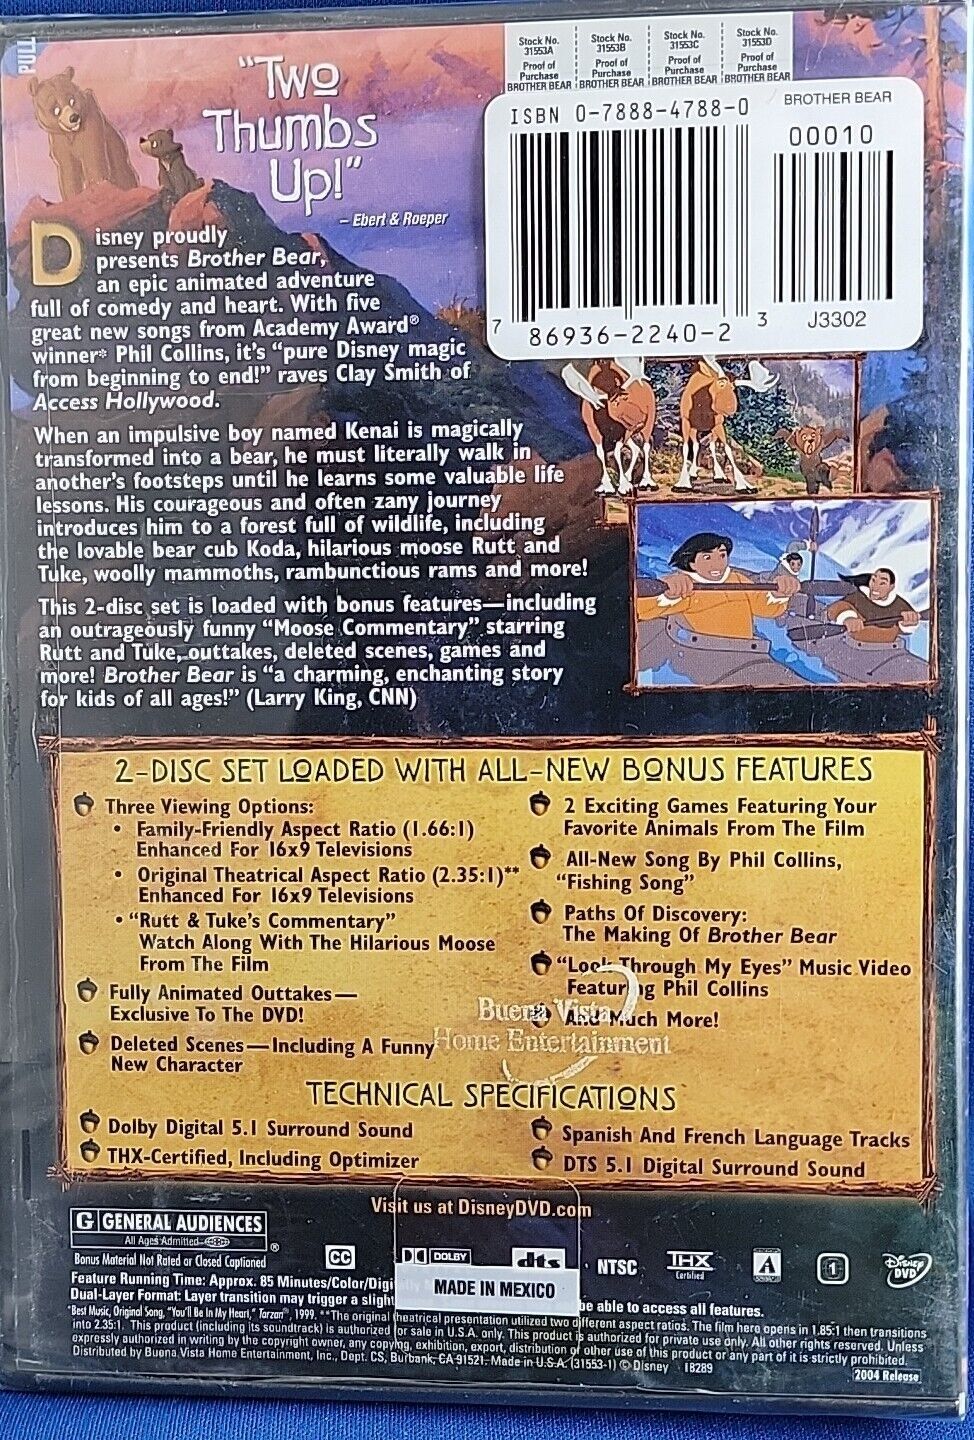 PULL
Stock No. 31553A Proof of Purchase BROTHER BEAR
Stock No. 31553B Proof of Purchase BROTHER BEAR
Stock No. 31553C Proof of Purchase BROTHER BEAR
Stock No. 31553D Proof of Purchase BROTHER BEAR
ISBN 0-7888-4788-0
BROTHER BEAR
00010
7 86936-2240-2 3
J3302
"Two
Thumbs
Up!"
– Ebert & Roeper
Disney proudly
presents Brother Bear,
an epic animated adventure
full of comedy and heart. With five
great new songs from Academy Award®
winner* Phil Collins, it's "pure Disney magic
from beginning to end!" raves Clay Smith of
Access Hollywood.
When an impulsive boy named Kenai is magically
transformed into a bear, he must literally walk in
another's footsteps until he learns some valuable life
lessons. His courageous and often zany journey
introduces him to a forest full of wildlife, including
the lovable bear cub Koda, hilarious moose Rutt and
Tuke, woolly mammoths, rambunctious rams and more!
This 2-disc set is loaded with bonus features—including
an outrageously funny "Moose Commentary" starring
Rutt and Tuke, outtakes, deleted scenes, games and
more! Brother Bear is "a charming, enchanting story
for kids of all ages!" (Larry King, CNN)
2-DISC SET LOADED WITH ALL-NEW BONUS FEATURES
Three Viewing Options:
• Family-Friendly Aspect Ratio (1.66:1)
Enhanced For 16x9 Televisions
• Original Theatrical Aspect Ratio (2.35:1)**
Enhanced For 16x9 Televisions
• "Rutt & Tuke's Commentary"
Watch Along With The Hilarious Moose
From The Film
Fully Animated Outtakes—
Exclusive To The DVD!
Deleted Scenes—Including A Funny
New Character
2 Exciting Games Featuring Your
Favorite Animals From The Film
All-New Song By Phil Collins,
"Fishing Song"
Paths Of Discovery:
The Making Of Brother Bear
"Look Through My Eyes" Music Video
Featuring Phil Collins
And Much More!
Buena Vista
Home Entertainment
TECHNICAL SPECIFICATIONS
Dolby Digital 5.1 Surround Sound
THX-Certified, Including Optimizer
Spanish And French Language Tracks
DTS 5.1 Digital Surround Sound
Visit us at DisneyDVD.com
G GENERAL AUDIENCES
All Ages Admitted
®
Bonus Material Not Rated or Closed Captioned
CC
DOLBY
dts
NTSC
THX
Certified
A
1
Disney DVD
MADE IN MEXICO
Feature Running Time: Approx. 85 Minutes/Color/Digi
Dual-Layer Format: Layer transition may trigger a slight be able to access all features.
*Best Music, Original Song, "You'll Be In My Heart," Tarzan®, 1999. **The original theatrical presentation utilized two different aspect ratios. The film here opens in 1.85:1 then transitions
into 2.35:1. This product (including its soundtrack) is authorized for sale in U.S.A. only. This product is authorized for private use only. All other rights reserved. Unless
expressly authorized in writing by the copyright owner, any copying, exhibition, export, distribution or other use of this product or any part of it is strictly prohibited.
Distributed by Buena Vista Home Entertainment, Inc., Dept. CS, Burbank, CA 91521. Made in U.S.A. (31553-1) © Disney 18289
2004 Release